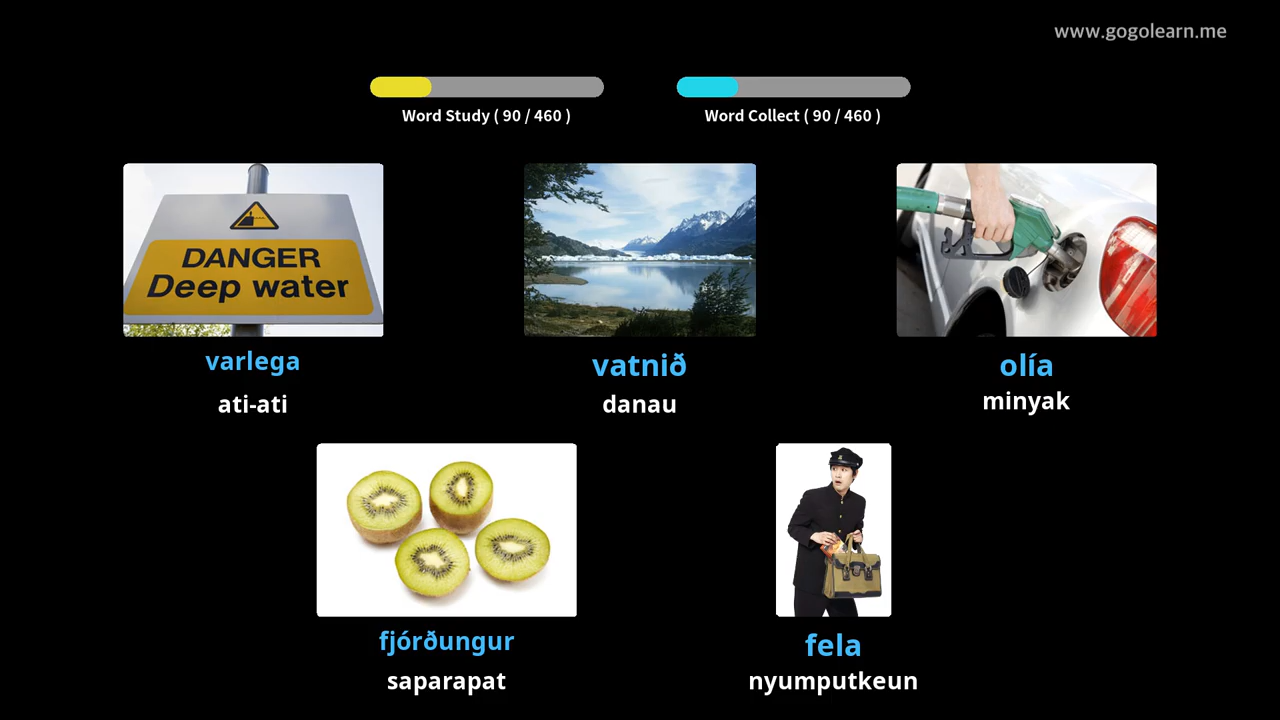 www.gogolearn.me
Word Study ( 90 / 460 )
Word Collect ( 90 / 460 )
DANGER
Deep water
varlega
vatnið
olía
ati-ati
danau
minyak
fjórðungur
fela
saparapat
nyumputkeun